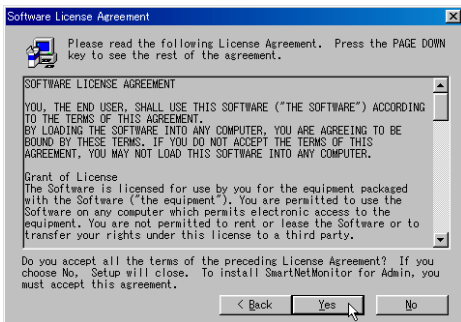 Software License Agreement
Please read the following License Agreement. Press the PAGE DOWN
key to see the rest of the agreement.
SOFTWARE LICENSE AGREEMENT
YOU, THE END USER, SHALL USE THIS SOFTWARE ("THE SOFTWARE") ACCORDING
TO THE TERMS OF THIS AGREEMENT.
BY LOADING THE SOFTWARE INTO ANY COMPUTER, YOU ARE AGREEING TO BE
BOUND BY THESE TERMS. IF YOU DO NOT ACCEPT THE TERMS OF THIS
AGREEMENT, YOU MAY NOT LOAD THIS SOFTWARE INTO ANY COMPUTER.
Grant of License
The Software is licensed for use by you for the equipment packaged
with the Software ("the equipment"). You are permitted to use the
Software on any computer which permits electronic access to the
equipment. You are not permitted to rent or lease the Software or to
transfer your rights under this license to a third party.
Do you accept all the terms of the preceding License Agreement? If you
choose No, Setup will close. To install SmartNetMonitor for Admin, you
must accept this agreement.
< Back Yes No